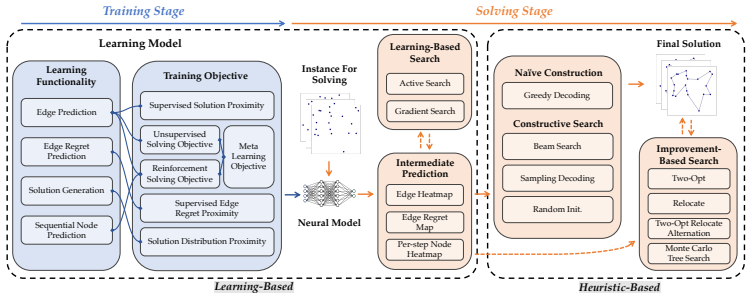 Training Stage
Solving Stage
Learning Model
Learning
Functionality
Edge Prediction
Edge Regret
Prediction
Solution Generation
Sequential Node
Prediction
Training Objective
Supervised Solution Proximity
Unsupervised
Solving Objective
Reinforcement
Solving Objective
Meta
Learning
Objective
Supervised Edge
Regret Proximity
Solution Distribution Proximity
Instance For
Solving
Neural Model
Learning-Based
Search
Active Search
Gradient Search
Intermediate
Prediction
Edge Heatmap
Edge Regret
Map
Per-step Node
Heatmap
Learning-Based
Naïve Construction
Greedy Decoding
Constructive Search
Beam Search
Sampling Decoding
Random Init.
Final Solution
Improvement-
Based Search
Two-Opt
Relocate
Two-Opt Relocate
Alternation
Monte Carlo
Tree Search
Heuristic-Based